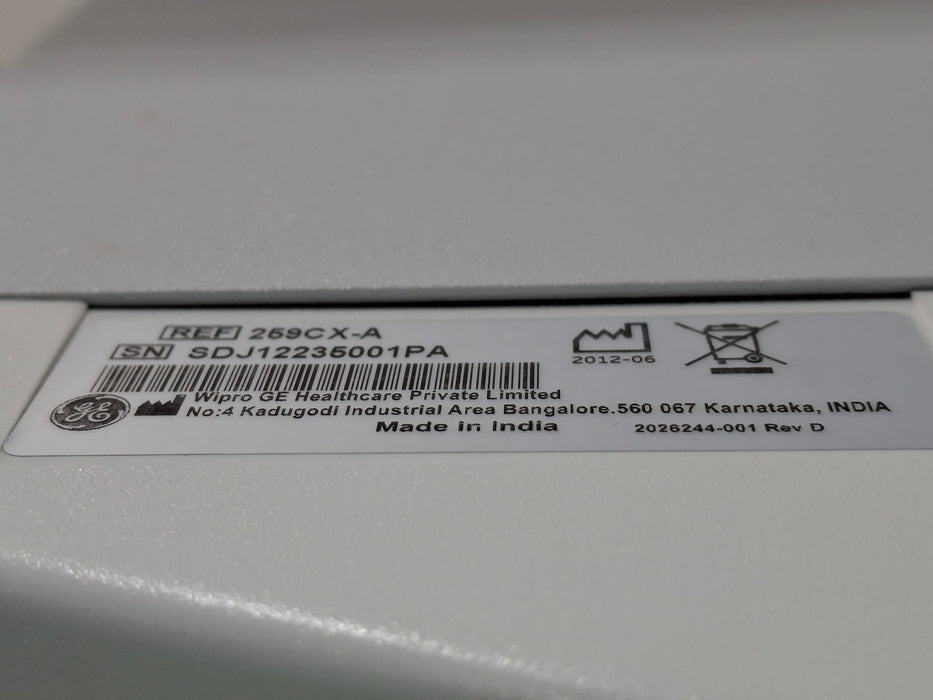 REF 259CX-A
SN SDJ12235001PA
2012-06
GE
Wipro GE Healthcare Private Limited
No:4 Kadugodi Industrial Area Bangalore.560 067 Karnataka, INDIA
Made in India
2026244-001 Rev D